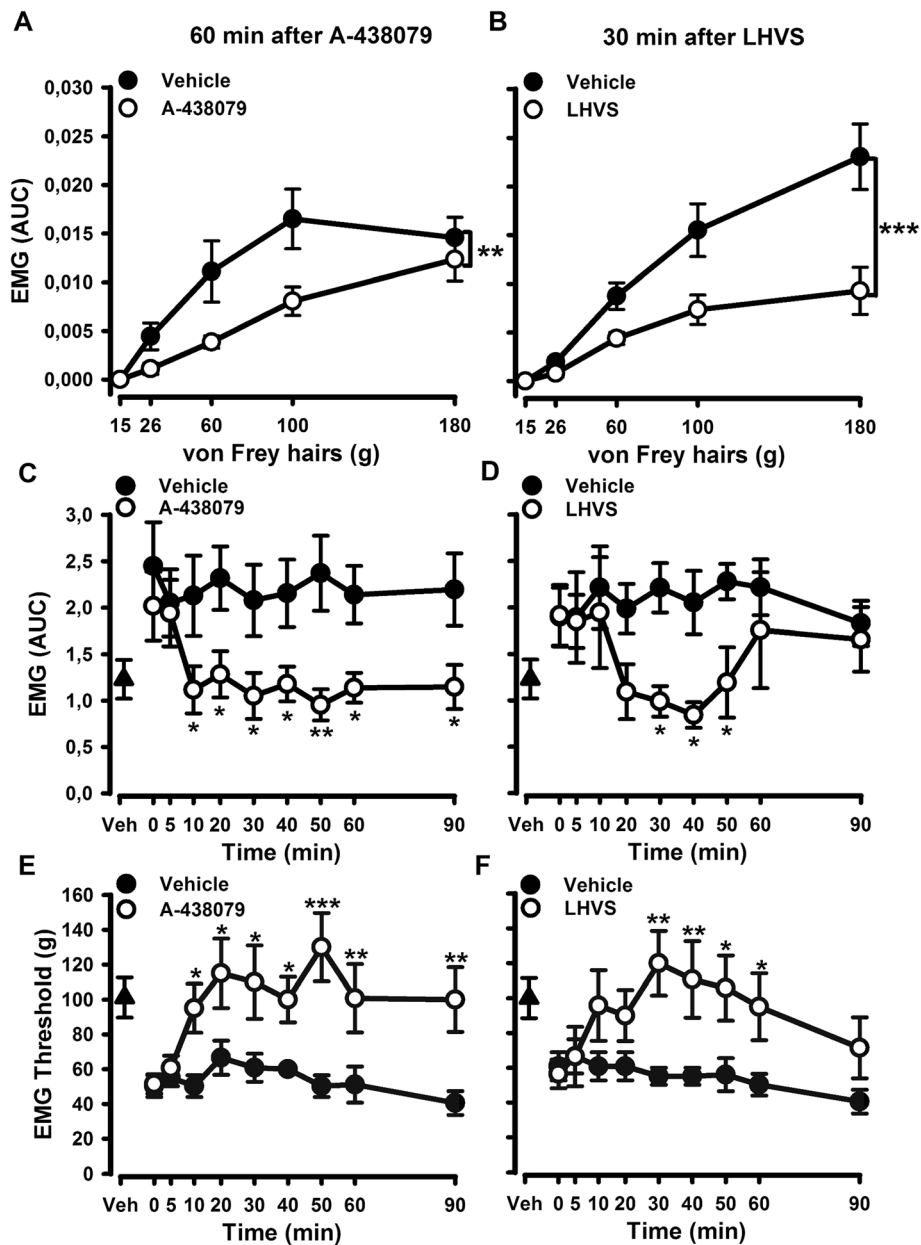 A
60 min after A-438079
B
30 min after LHVS
Vehicle
A-438079
Vehicle
LHVS
EMG (AUC)
0,030
0,025
0,020
0,015
0,010
0,005
0,000
**
***
15 26 60 100 180
von Frey hairs (g)
15 26 60 100 180
von Frey hairs (g)
C
Vehicle
A-438079
D
Vehicle
LHVS
EMG (AUC)
3,0
2,5
2,0
1,5
1,0
0,5
0,0
* * * * ** * *
* * *
Veh 0 5 10 20 30 40 50 60 90
Time (min)
Veh 0 5 10 20 30 40 50 60 90
Time (min)
E
Vehicle
A-438079
F
Vehicle
LHVS
EMG Threshold (g)
160
140
120
100
80
60
40
20
0
* * * * *** ** **
** ** * *
Veh 0 5 10 20 30 40 50 60 90
Time (min)
Veh 0 5 10 20 30 40 50 60 90
Time (min)